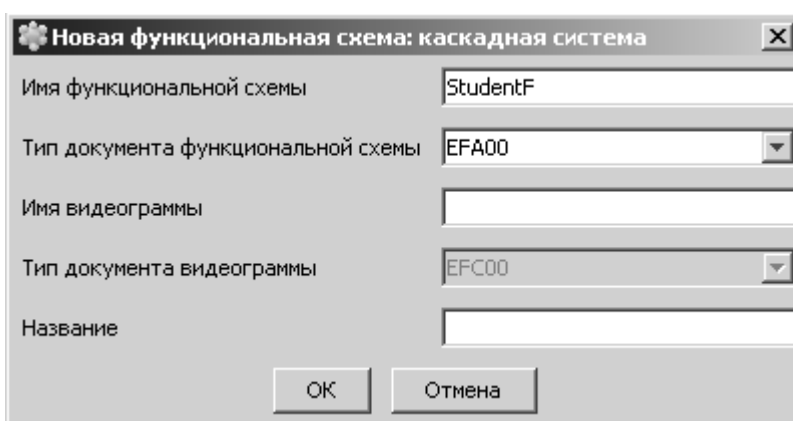 Новая функциональная схема: каскадная система
Имя функциональной схемы StudentF
Тип документа функциональной схемы EFA00
Имя видеограммы
Тип документа видеограммы EFC00
Название
OK Отмена